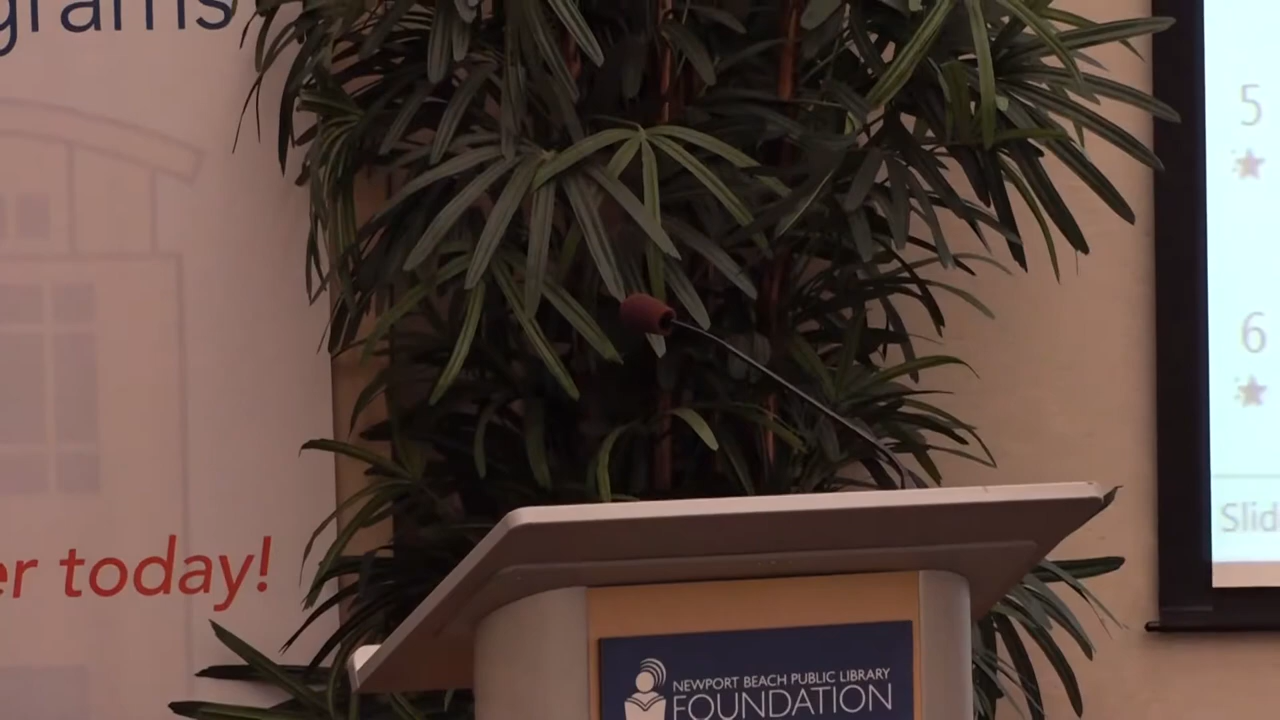 grams
er today!
NEWPORT BEACH PUBLIC LIBRARY
FOUNDATION
5
6
Slid